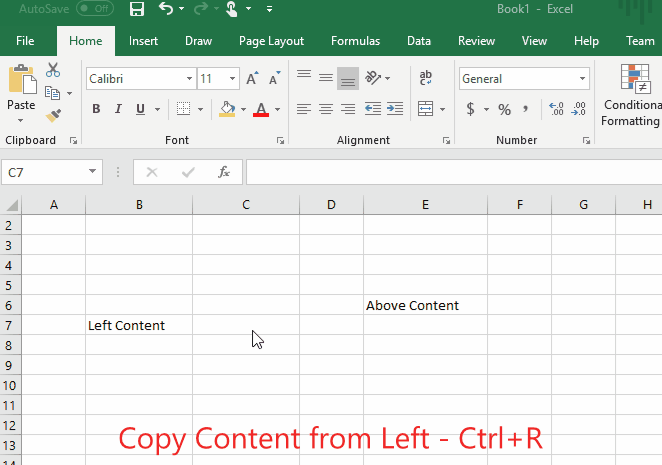 AutoSave Off Book1 - Excel
File Home Insert Draw Page Layout Formulas Data Review View Help Team
Calibri 11 A A ab General
Paste B I U A $ % , .00 .0 Conditiona
Formatting
Clipboard Font Alignment Number
C7 fx
A B C D E F G H
2
3
4
5
6 Above Content
7 Left Content
8
9
10
11
12
13
Copy Content from Left - Ctrl+R